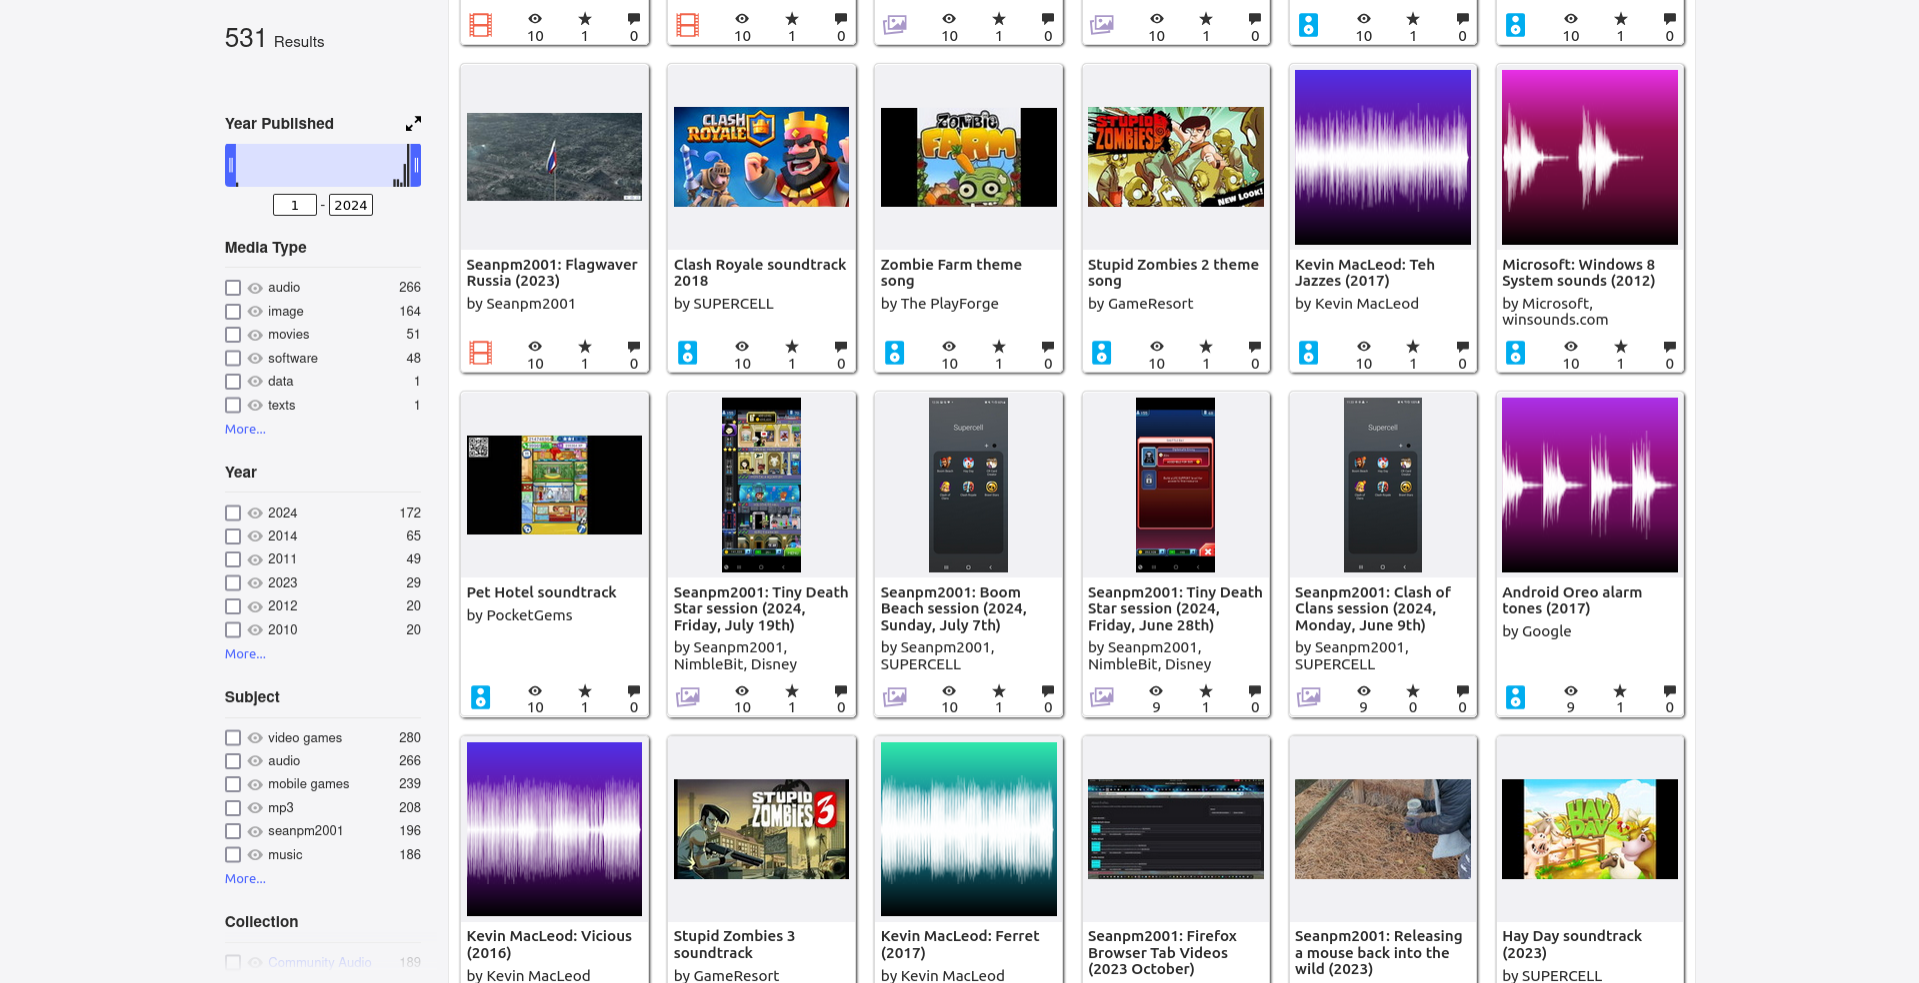 531 Results
Year Published
1 - 2024
Media Type
audio 266
image 164
movies 51
software 48
data 1
texts 1
More...
Year
2024 172
2014 65
2011 49
2023 29
2012 20
2010 20
More...
Subject
video games 280
audio 266
mobile games 239
mp3 208
seanpm2001 196
music 186
More...
Collection
Community Audio 189
10 1 0
10 1 0
10 1 0
10 1 0
10 1 0
10 1 0
Seanpm2001: Flagwaver
Russia (2023)
by Seanpm2001
10 1 0
CLASH
ROYALE
Clash Royale soundtrack
2018
by SUPERCELL
10 1 0
ZOMBIE
FARM
Zombie Farm theme
song
by The PlayForge
10 1 0
STUPID
ZOMBIES
NEW LOOK!
Stupid Zombies 2 theme
song
by GameResort
10 1 0
Kevin MacLeod: Teh
Jazzes (2017)
by Kevin MacLeod
10 1 0
Microsoft: Windows 8
System sounds (2012)
by Microsoft,
winsounds.com
10 1 0
Pet Hotel soundtrack
by PocketGems
10 1 0
Seanpm2001: Tiny Death
Star session (2024,
Friday, July 19th)
by Seanpm2001,
NimbleBit, Disney
10 1 0
Supercell
Seanpm2001: Boom
Beach session (2024,
Sunday, July 7th)
by Seanpm2001,
SUPERCELL
10 1 0
Seanpm2001: Tiny Death
Star session (2024,
Friday, June 28th)
by Seanpm2001,
NimbleBit, Disney
9 1 0
Supercell
Seanpm2001: Clash of
Clans session (2024,
Monday, June 9th)
by Seanpm2001,
SUPERCELL
9 0 0
Android Oreo alarm
tones (2017)
by Google
9 1 0
Kevin MacLeod: Vicious
(2016)
by Kevin MacLeod
STUPID
ZOMBIES 3
Stupid Zombies 3
soundtrack
by GameResort
Kevin MacLeod: Ferret
(2017)
by Kevin MacLeod
Seanpm2001: Firefox
Browser Tab Videos
(2023 October)
Seanpm2001: Releasing
a mouse back into the
wild (2023)
HAY
DAY
Hay Day soundtrack
(2023)
by SUPERCELL